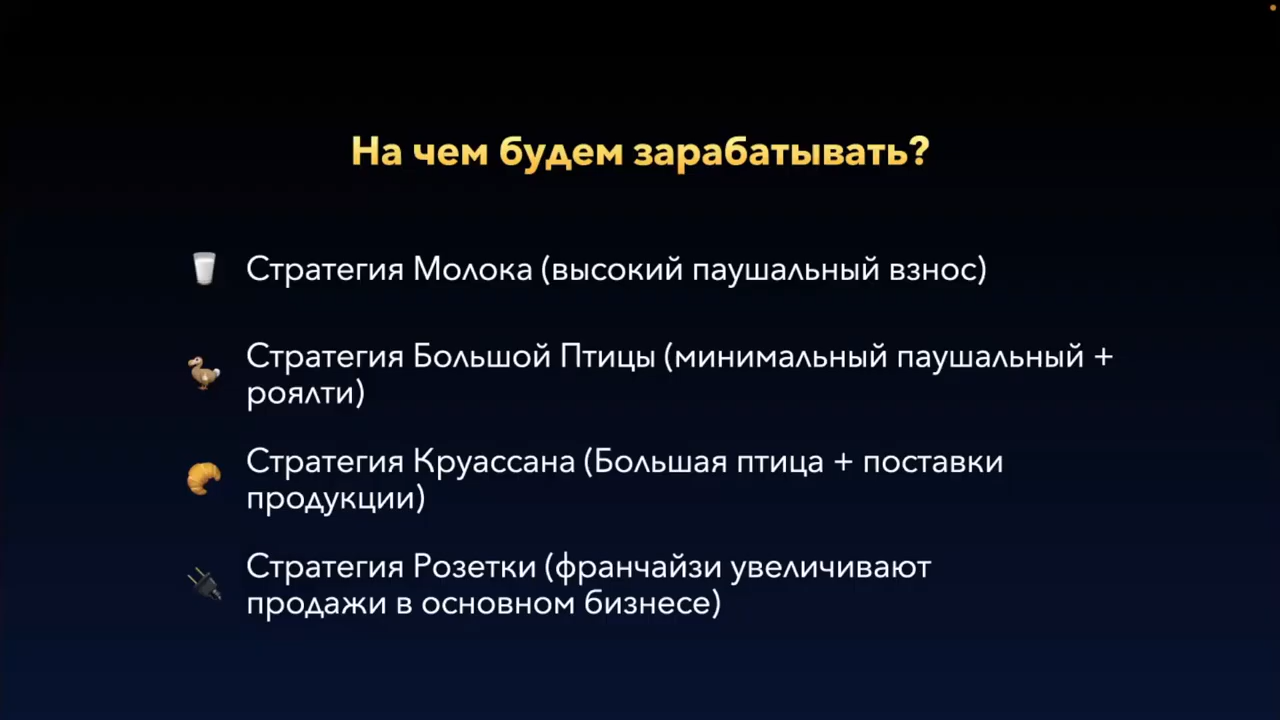 На чем будем зарабатывать?
Стратегия Молока (высокий паушальный взнос)
Стратегия Большой Птицы (минимальный паушальный +
роялти)
Стратегия Круассана (Большая птица + поставки
продукции)
Стратегия Розетки (франчайзи увеличивают
продажи в основном бизнесе)